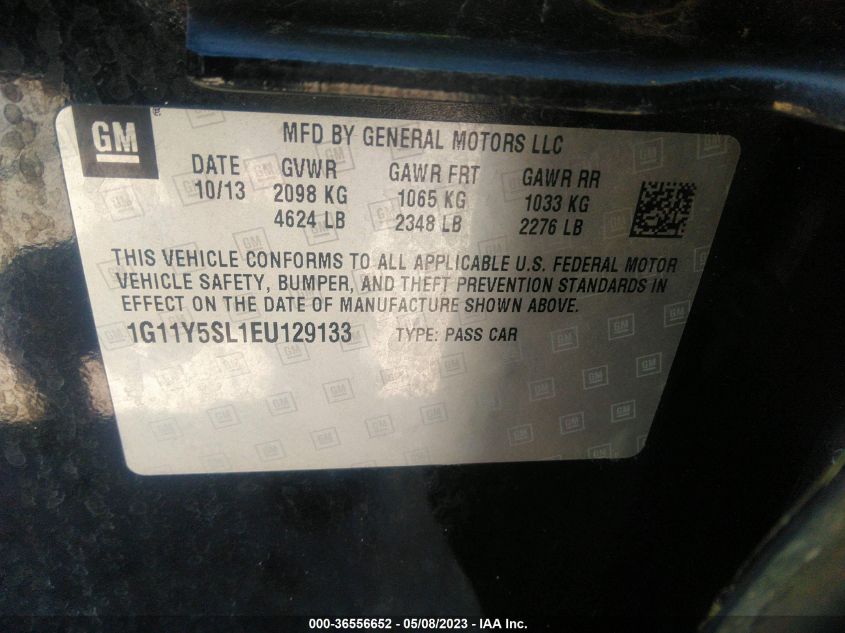 GM
MFD BY GENERAL MOTORS LLC
DATE GVWR GAWR FRT GAWR RR
10/13 2098 KG 1065 KG 1033 KG
4624 LB 2348 LB 2276 LB
THIS VEHICLE CONFORMS TO ALL APPLICABLE U.S. FEDERAL MOTOR
VEHICLE SAFETY, BUMPER, AND THEFT PREVENTION STANDARDS IN
EFFECT ON THE DATE OF MANUFACTURE SHOWN ABOVE.
1G11Y5SL1EU129133 TYPE: PASS CAR
000-36556652 - 05/08/2023 - IAA Inc.